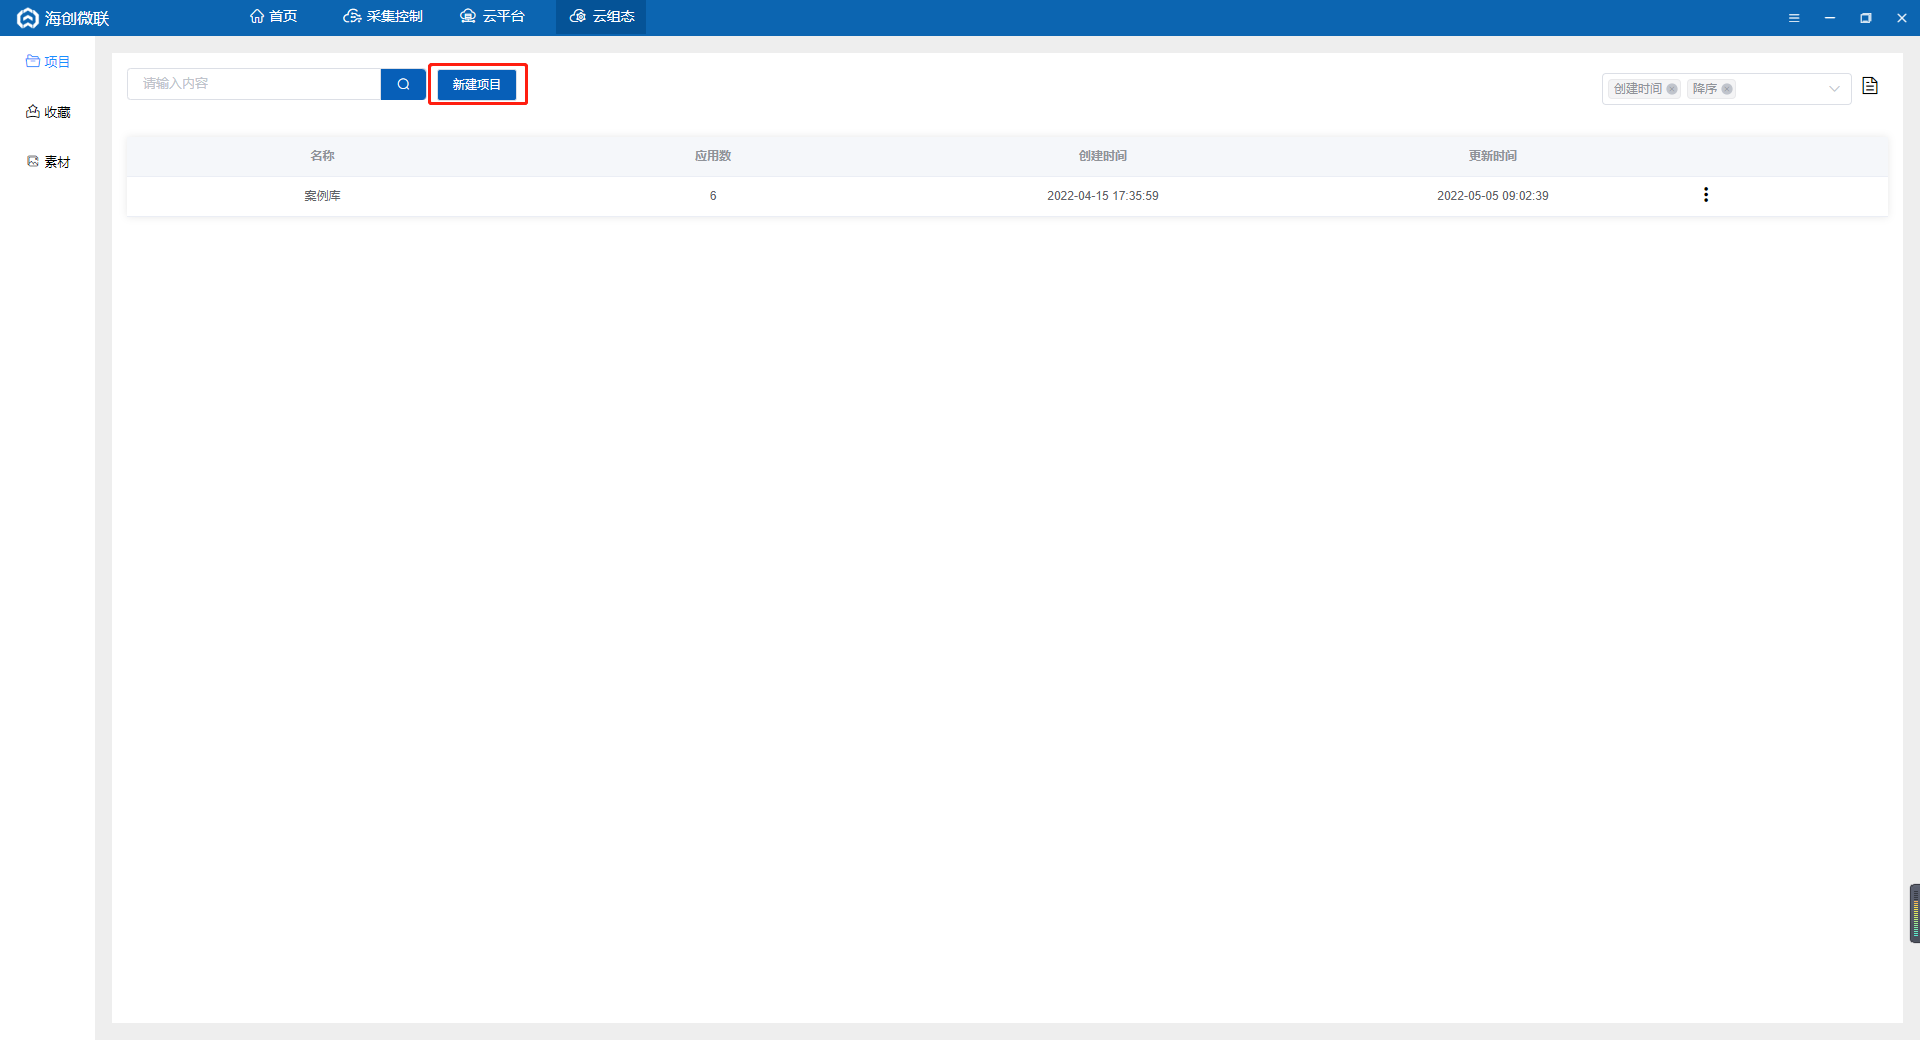 海创微联
首页
采集控制
云平台
云组态
项目
收藏
素材
请输入内容
新建项目
创建时间
降序
名称
应用数
创建时间
更新时间
案例库
6
2022-04-15 17:35:59
2022-05-05 09:02:39